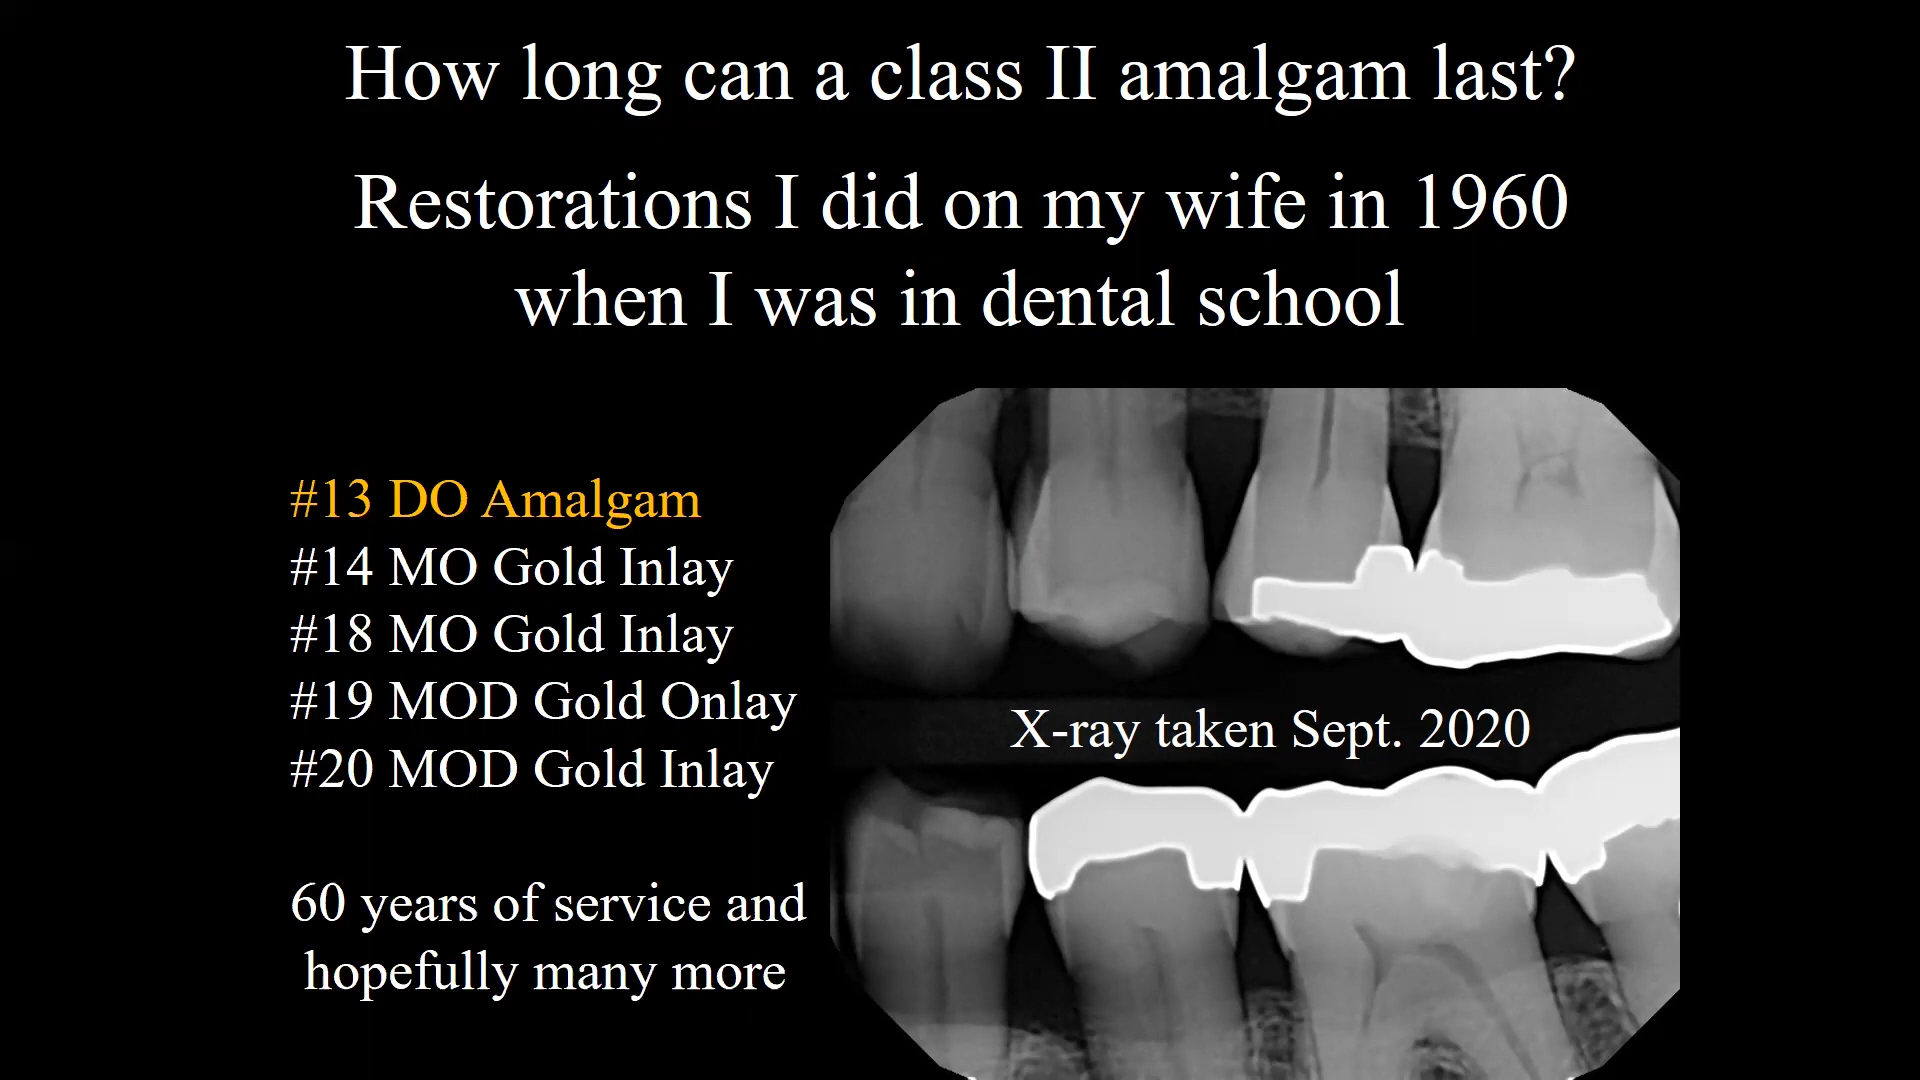 How long can a class II amalgam last?
Restorations I did on my wife in 1960
when I was in dental school
#13 DO Amalgam
#14 MO Gold Inlay
#18 MO Gold Inlay
#19 MOD Gold Onlay
#20 MOD Gold Inlay
60 years of service and
hopefully many more
X-ray taken Sept. 2020